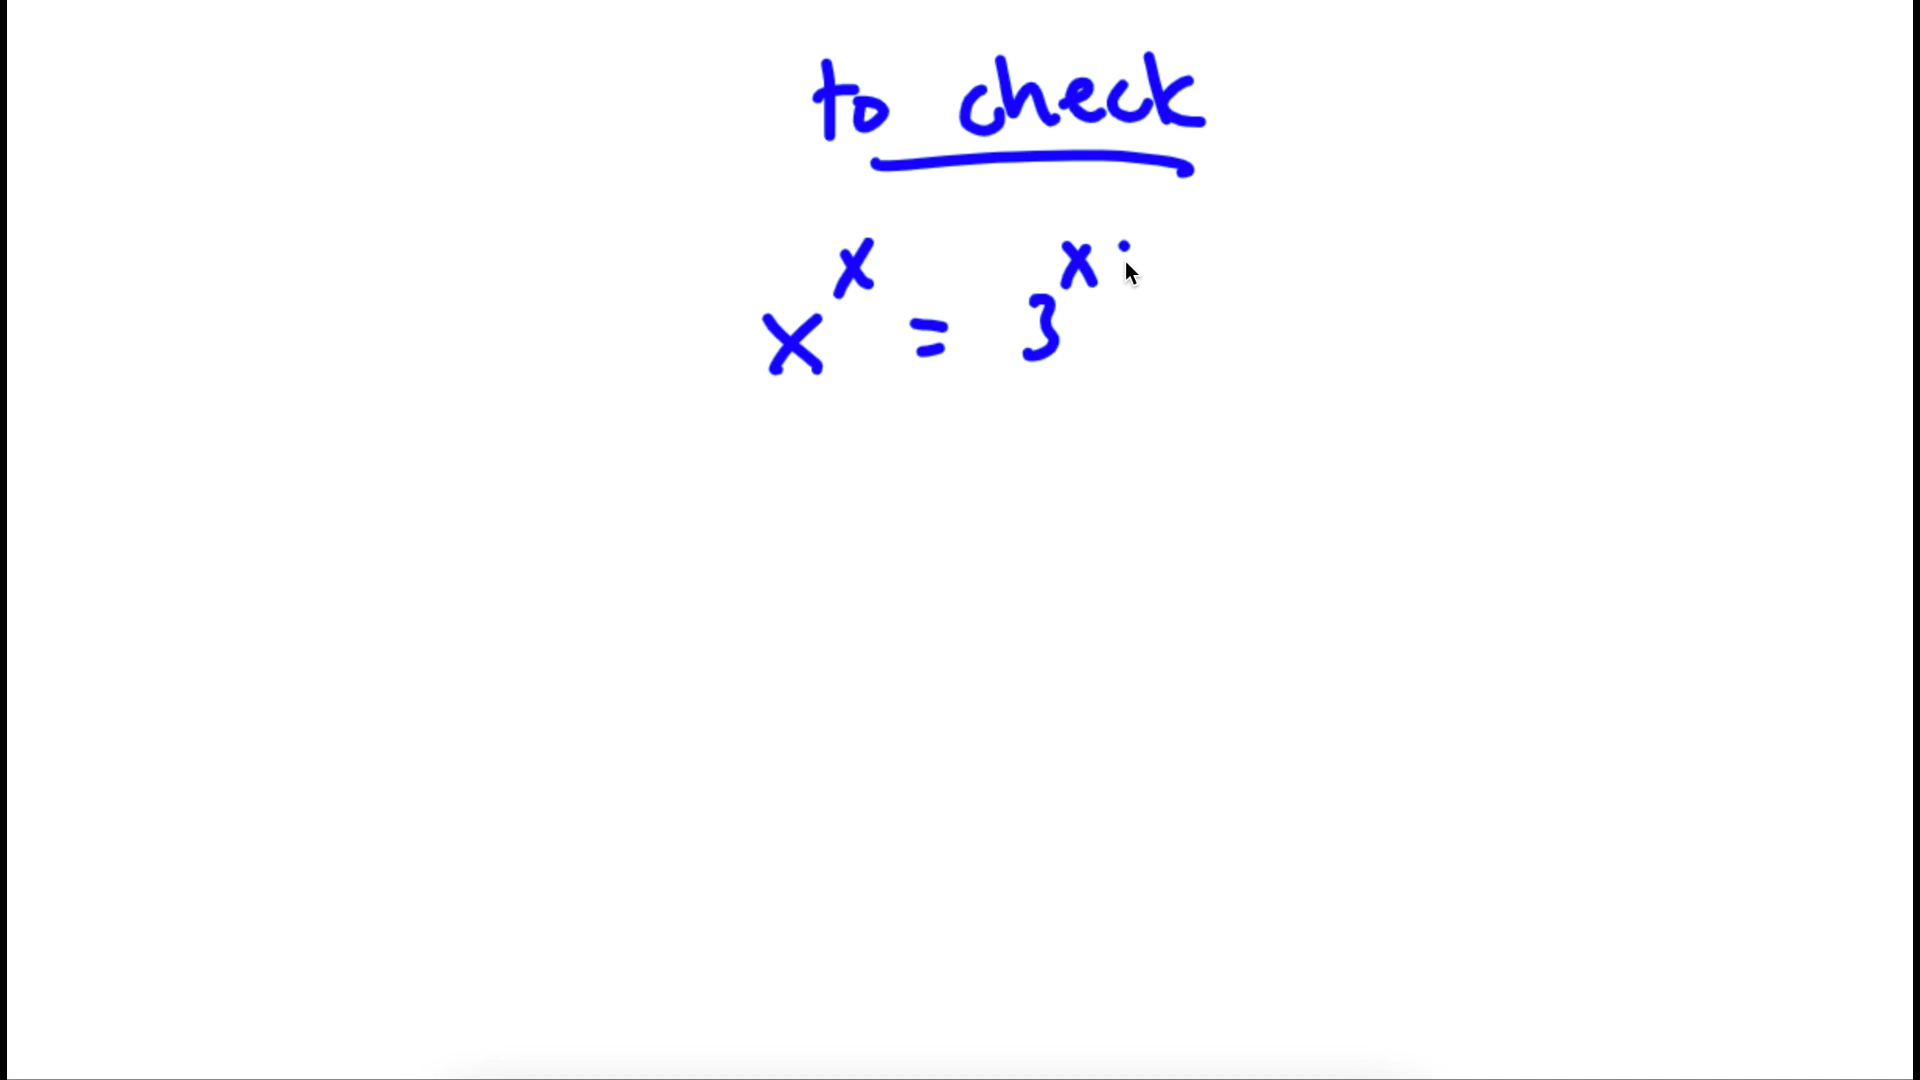 to check
x^x = 3^x ·